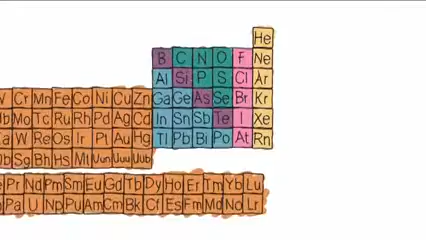 He
B C N O F Ne
Al Si P S Cl Ar
V Cr Mn Fe Co Ni Cu Zn Ga Ge As Se Br Kr
Mo Tc Ru Rh Pd Ag Cd In Sn Sb Te I Xe
W Re Os Ir Pt Au Hg Tl Pb Bi Po At Rn
Sg Bh Hs Mt Uun Uuu Uub
Pr Nd Pm Sm Eu Gd Tb Dy Ho Er Tm Yb Lu
Pa U Np Pu Am Cm Bk Cf Es Fm Md No Lr